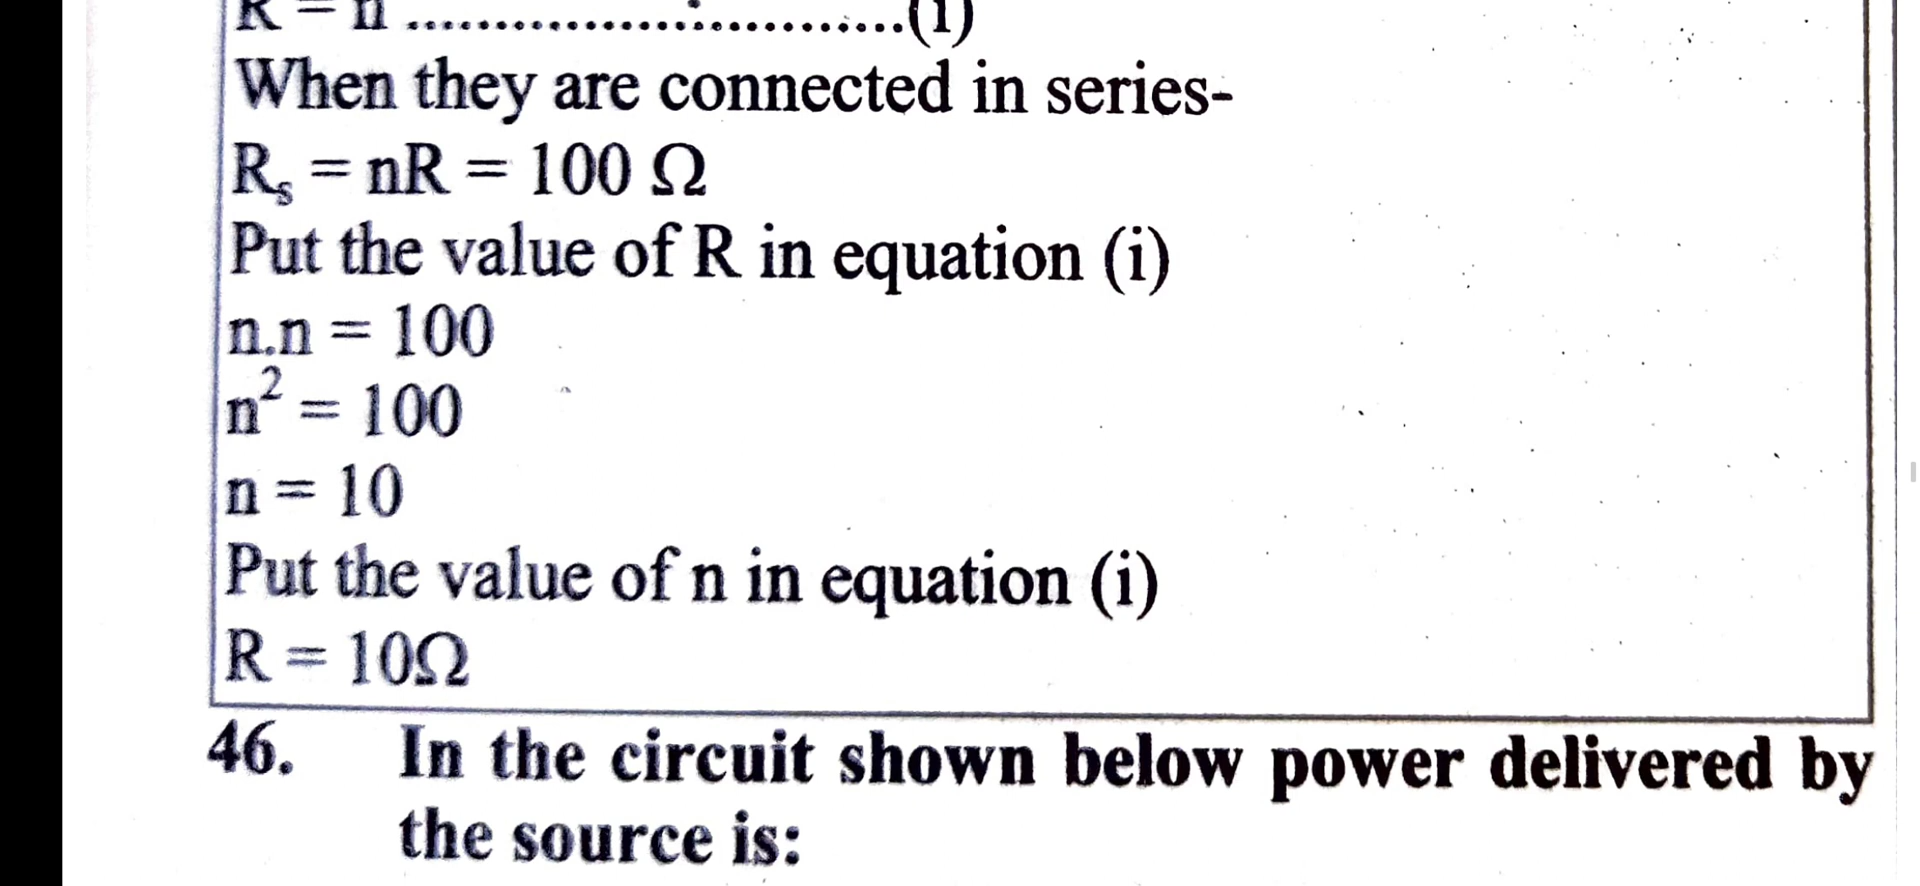 R = n ....................................(i)
When they are connected in series-
Rₛ = nR = 100 Ω
Put the value of R in equation (i)
n.n = 100
n² = 100
n = 10
Put the value of n in equation (i)
R = 10Ω
46. In the circuit shown below power delivered by
the source is: